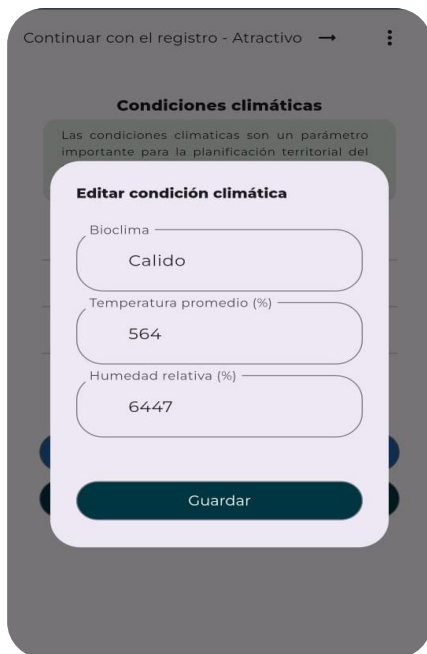 Continuar con el registro - Atractivo →
Condiciones climáticas
Las condiciones climaticas son un parámetro
importante para la planificación territorial del
Editar condición climática
Bioclima
Calido
Temperatura promedio (%)
564
Humedad relativa (%)
6447
Guardar